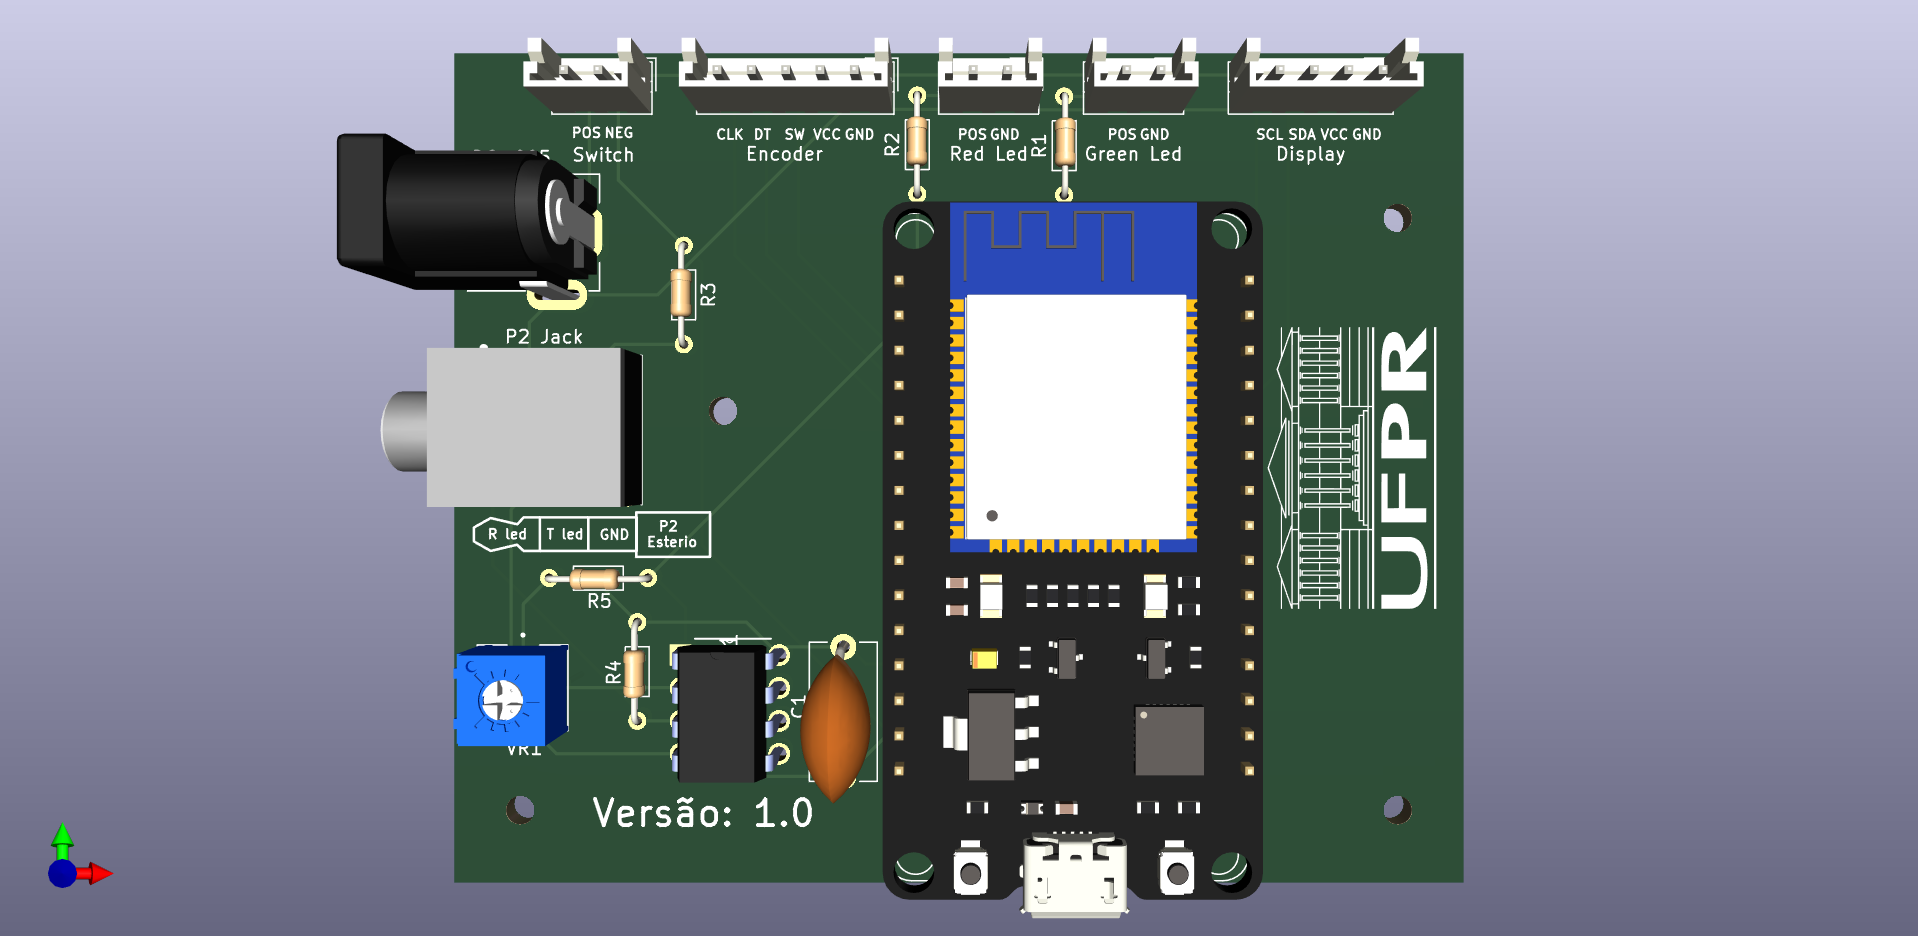 POS NEG
Switch
CLK DT SW VCC GND
Encoder
R2
POS GND
Red Led
R1
POS GND
Green Led
SCL SDA VCC GND
Display
R3
P2 Jack
R led
T led
GND
P2
Esterio
R5
R4
C1
VR1
Versão: 1.0
UFPR